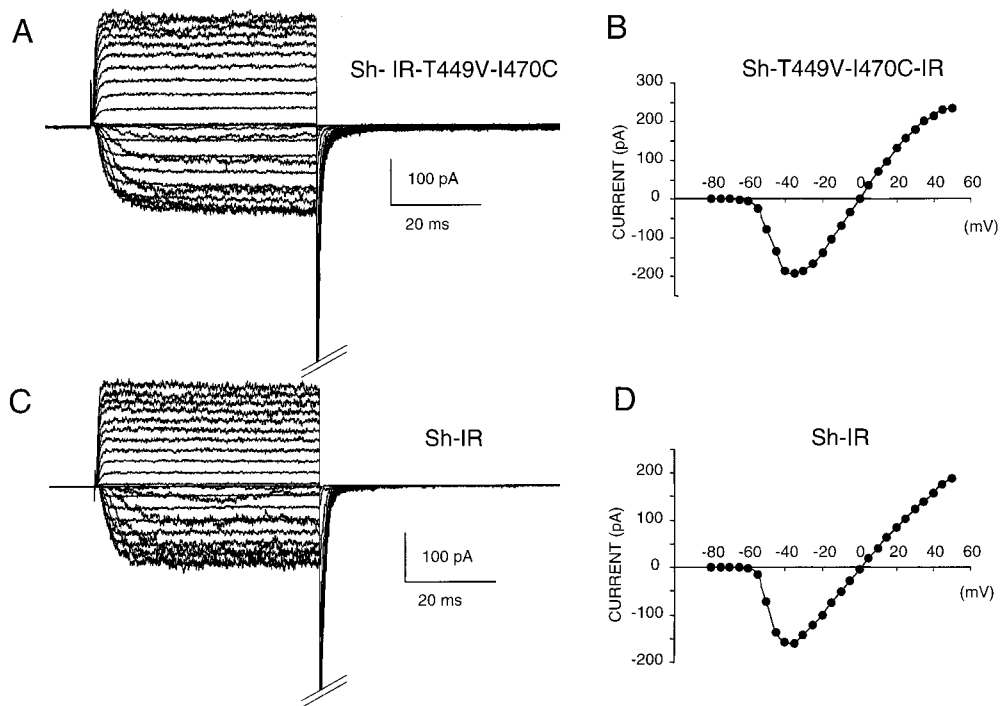 A
Sh- IR-T449V-I470C
100 pA
20 ms
B
Sh-T449V-I470C-IR
CURRENT (pA)
300
200
100
0
-100
-200
-80 -60 -40 -20 0 20 40 60
(mV)
C
Sh-IR
100 pA
20 ms
D
Sh-IR
CURRENT (pA)
200
100
0
-100
-200
-80 -60 -40 -20 0 20 40 60
(mV)